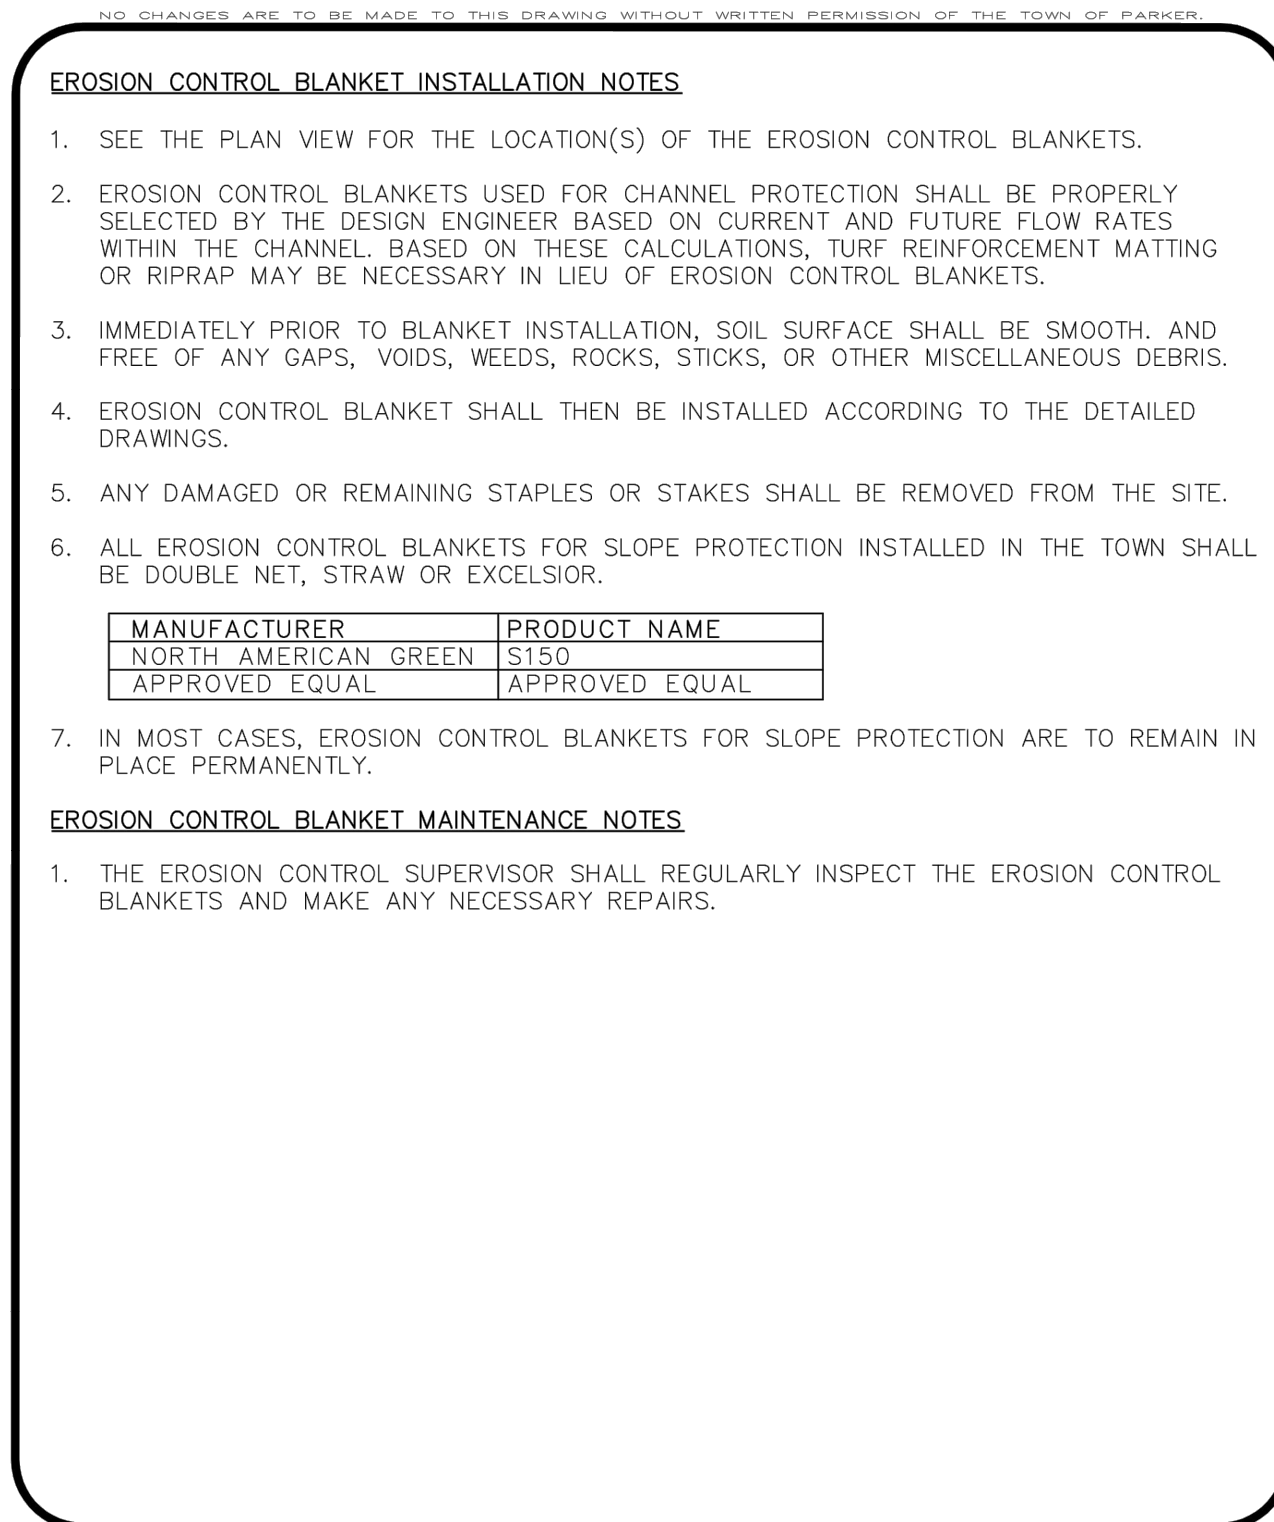 NO CHANGES ARE TO BE MADE TO THIS DRAWING WITHOUT WRITTEN PERMISSION OF THE TOWN OF PARKER.
EROSION CONTROL BLANKET INSTALLATION NOTES
1. SEE THE PLAN VIEW FOR THE LOCATION(S) OF THE EROSION CONTROL BLANKETS.
2. EROSION CONTROL BLANKETS USED FOR CHANNEL PROTECTION SHALL BE PROPERLY
SELECTED BY THE DESIGN ENGINEER BASED ON CURRENT AND FUTURE FLOW RATES
WITHIN THE CHANNEL. BASED ON THESE CALCULATIONS, TURF REINFORCEMENT MATTING
OR RIPRAP MAY BE NECESSARY IN LIEU OF EROSION CONTROL BLANKETS.
3. IMMEDIATELY PRIOR TO BLANKET INSTALLATION, SOIL SURFACE SHALL BE SMOOTH. AND
FREE OF ANY GAPS, VOIDS, WEEDS, ROCKS, STICKS, OR OTHER MISCELLANEOUS DEBRIS.
4. EROSION CONTROL BLANKET SHALL THEN BE INSTALLED ACCORDING TO THE DETAILED
DRAWINGS.
5. ANY DAMAGED OR REMAINING STAPLES OR STAKES SHALL BE REMOVED FROM THE SITE.
6. ALL EROSION CONTROL BLANKETS FOR SLOPE PROTECTION INSTALLED IN THE TOWN SHALL
BE DOUBLE NET, STRAW OR EXCELSIOR.
MANUFACTURER PRODUCT NAME
NORTH AMERICAN GREEN S150
APPROVED EQUAL APPROVED EQUAL
7. IN MOST CASES, EROSION CONTROL BLANKETS FOR SLOPE PROTECTION ARE TO REMAIN IN
PLACE PERMANENTLY.
EROSION CONTROL BLANKET MAINTENANCE NOTES
1. THE EROSION CONTROL SUPERVISOR SHALL REGULARLY INSPECT THE EROSION CONTROL
BLANKETS AND MAKE ANY NECESSARY REPAIRS.